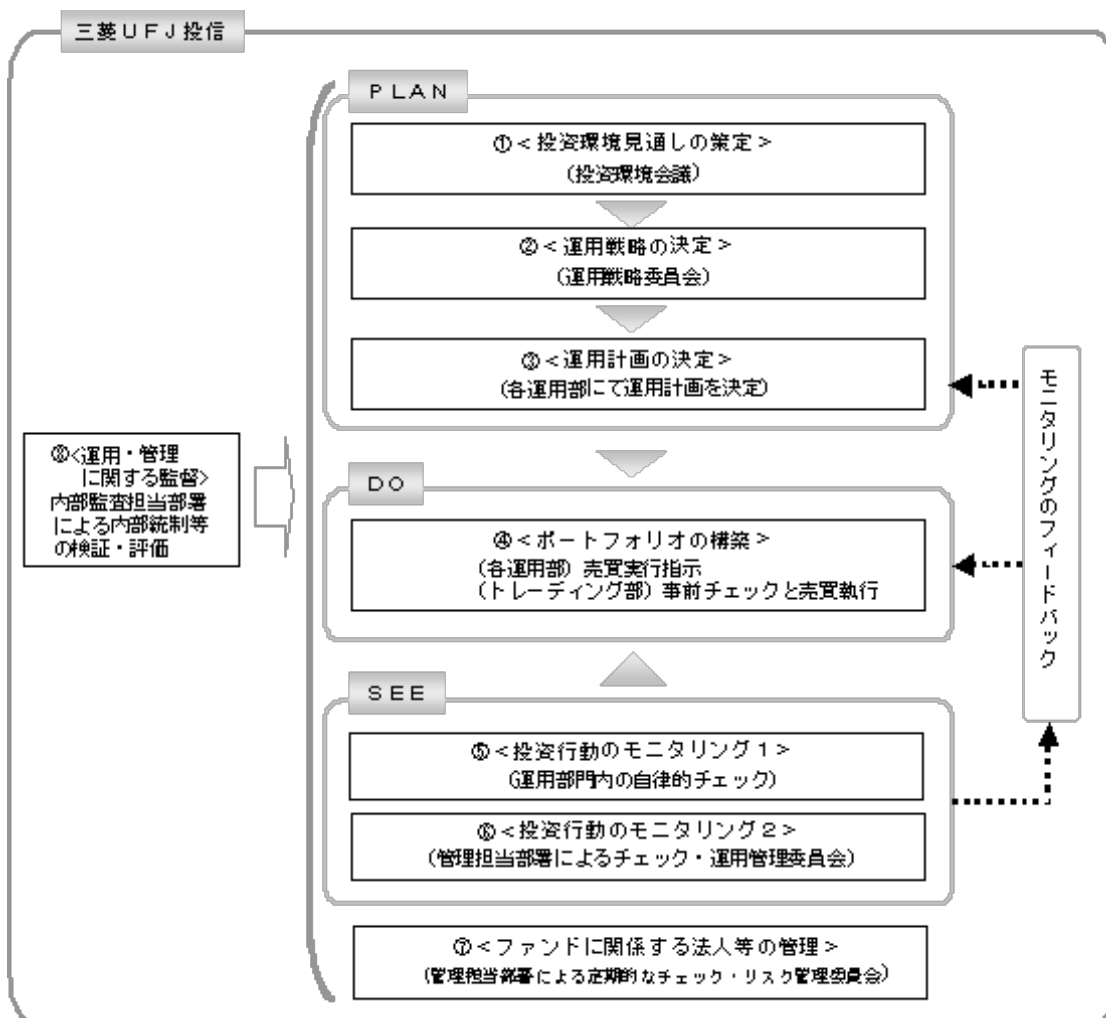 三菱ＵＦＪ投信
ＰＬＡＮ
①＜投資環境見通しの策定＞
（投資環境会議）
②＜運用戦略の決定＞
（運用戦略委員会）
③＜運用計画の決定＞
（各運用部にて運用計画を決定）
モニタリングのフィードバック
⑧<運用・管理
に関する監督>
内部監査担当部署
による内部統制等
の検証・評価
ＤＯ
④＜ポートフォリオの構築＞
（各運用部）売買実行指示
（トレーディング部）事前チェックと売買執行
ＳＥＥ
⑤＜投資行動のモニタリング１＞
（運用部門内の自律的チェック）
⑥＜投資行動のモニタリング２＞
（管理担当部署によるチェック・運用管理委員会）
⑦＜ファンドに関係する法人等の管理＞
（管理担当部署による定期的なチェック・リスク管理委員会）